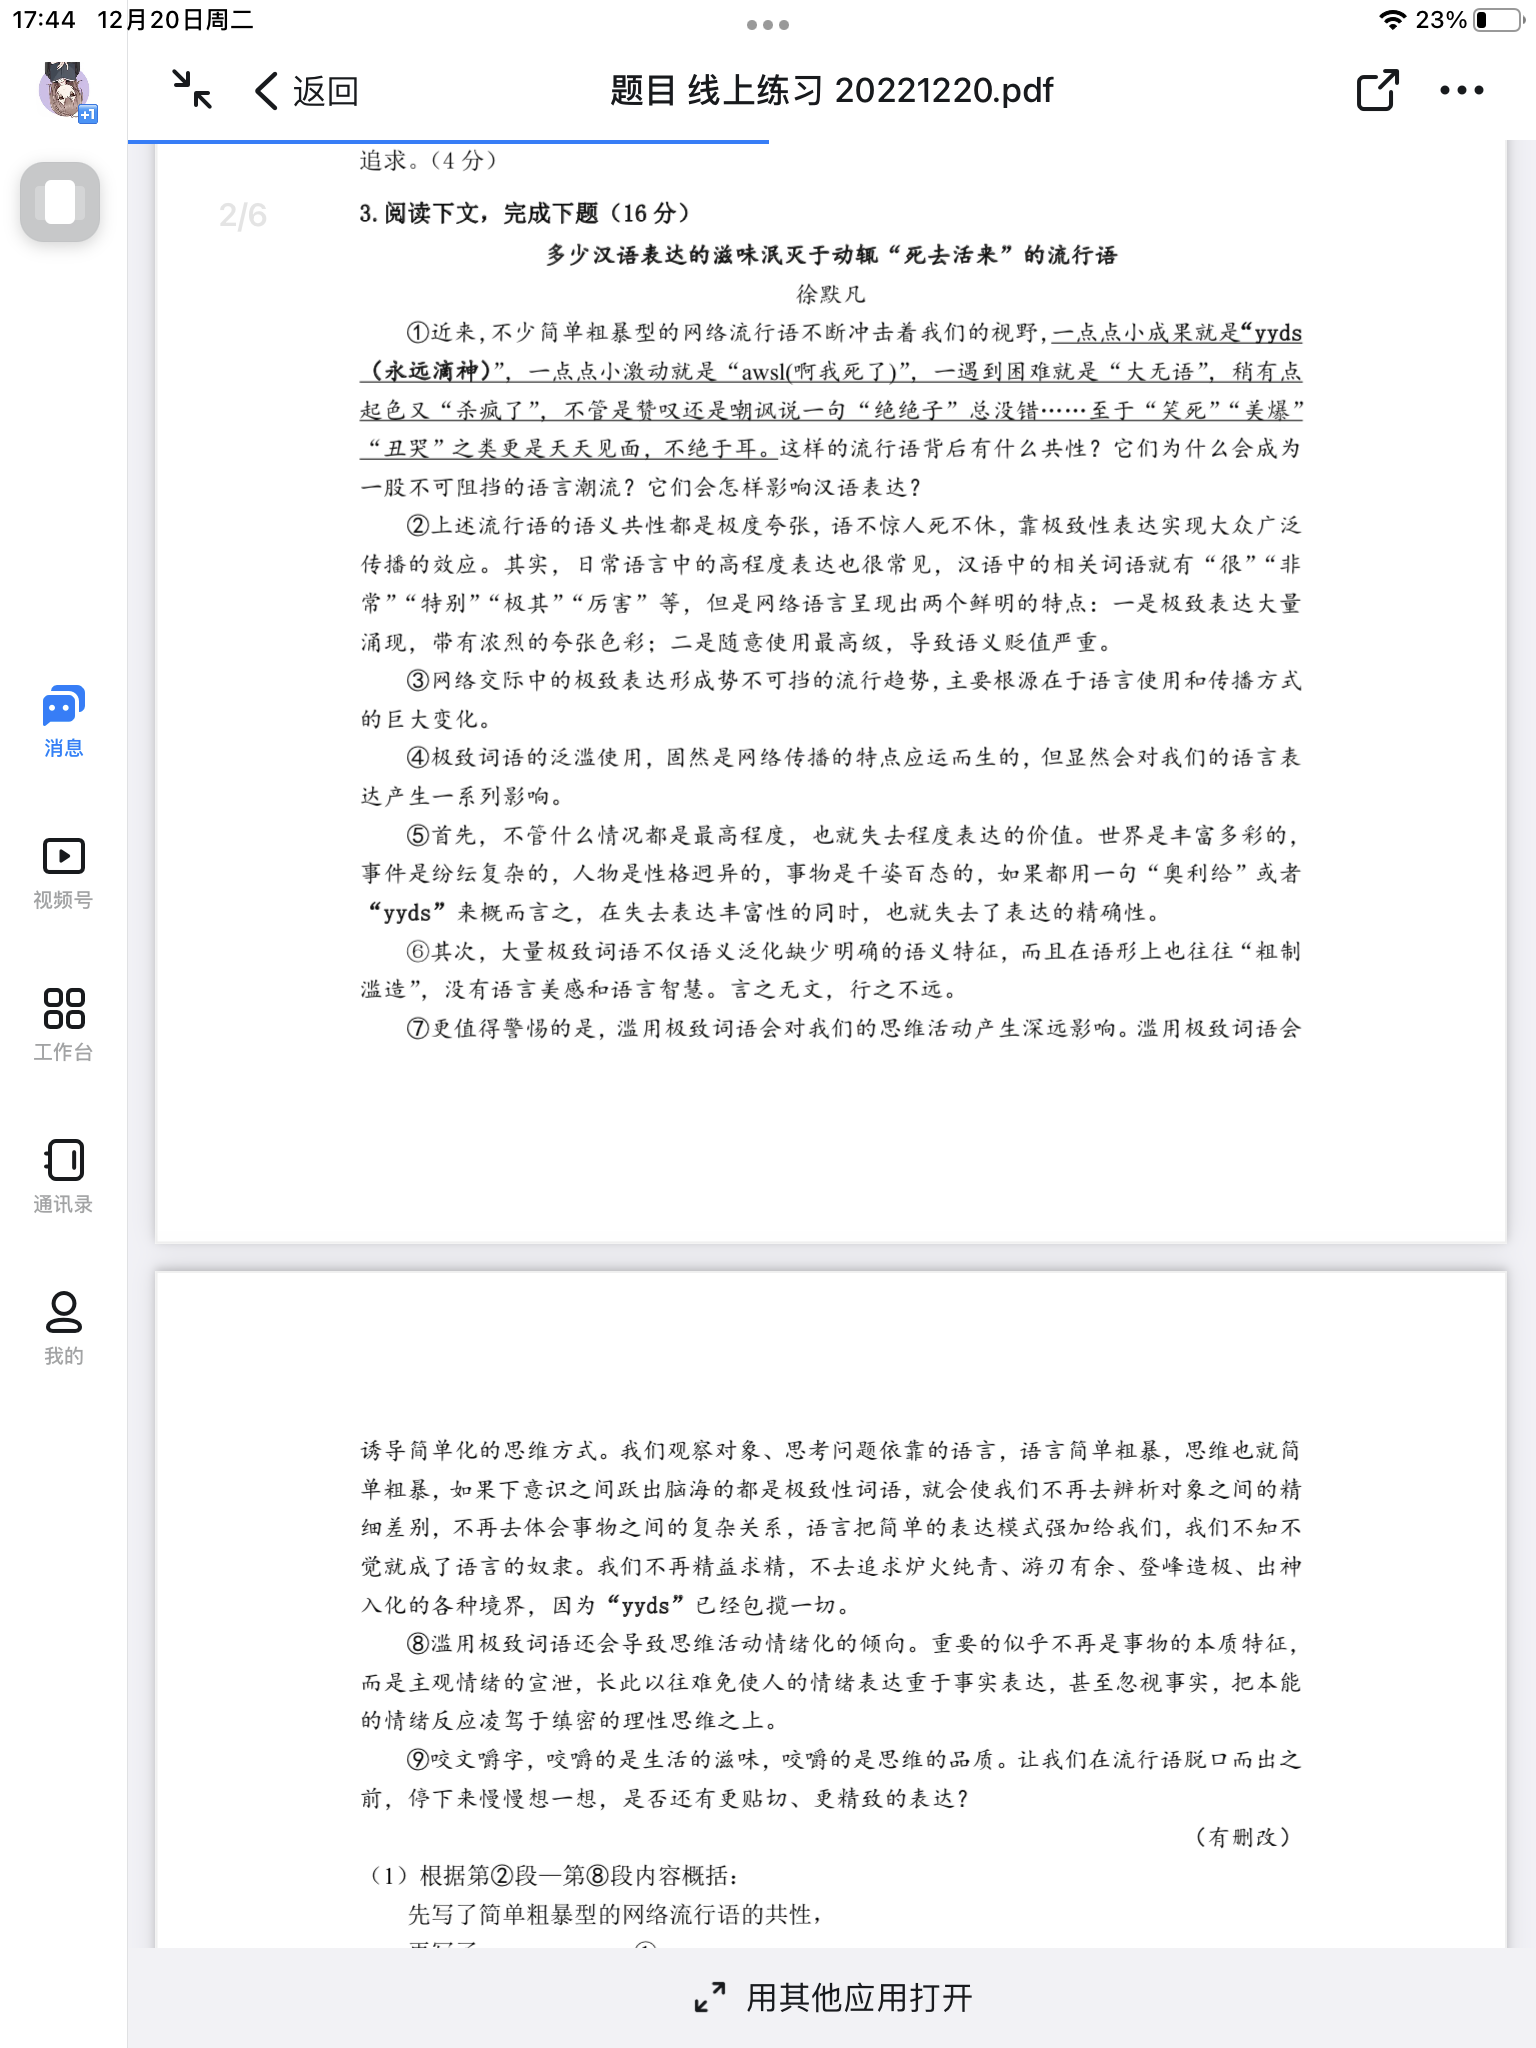 17:44 12月20日周二
23%
返回
题目 线上练习 20221220.pdf
+1
追求。（4 分）
2/6
3. 阅读下文，完成下题（16 分）
多少汉语表达的滋味泯灭于动辄“死去活来”的流行语
徐默凡
①近来，不少简单粗暴型的网络流行语不断冲击着我们的视野，一点点小成果就是“yyds
（永远滴神）”，一点点小激动就是“awsl(啊我死了)”，一遇到困难就是“大无语”，稍有点
起色又“杀疯了”，不管是赞叹还是嘲讽说一句“绝绝子”总没错……至于“笑死”“美爆”
“丑哭”之类更是天天见面，不绝于耳。这样的流行语背后有什么共性？它们为什么会成为
一股不可阻挡的语言潮流？它们会怎样影响汉语表达？
②上述流行语的语义共性都是极度夸张，语不惊人死不休，靠极致性表达实现大众广泛
传播的效应。其实，日常语言中的高程度表达也很常见，汉语中的相关词语就有“很”“非
常”“特别”“极其”“厉害”等，但是网络语言呈现出两个鲜明的特点：一是极致表达大量
涌现，带有浓烈的夸张色彩；二是随意使用最高级，导致语义贬值严重。
③网络交际中的极致表达形成势不可挡的流行趋势，主要根源在于语言使用和传播方式
的巨大变化。
④极致词语的泛滥使用，固然是网络传播的特点应运而生的，但显然会对我们的语言表
达产生一系列影响。
⑤首先，不管什么情况都是最高程度，也就失去程度表达的价值。世界是丰富多彩的，
事件是纷纭复杂的，人物是性格迥异的，事物是千姿百态的，如果都用一句“奥利给”或者
“yyds”来概而言之，在失去表达丰富性的同时，也就失去了表达的精确性。
⑥其次，大量极致词语不仅语义泛化缺少明确的语义特征，而且在语形上也往往“粗制
滥造”，没有语言美感和语言智慧。言之无文，行之不远。
⑦更值得警惕的是，滥用极致词语会对我们的思维活动产生深远影响。滥用极致词语会
消息
视频号
工作台
通讯录
我的
诱导简单化的思维方式。我们观察对象、思考问题依靠的语言，语言简单粗暴，思维也就简
单粗暴，如果下意识之间跃出脑海的都是极致性词语，就会使我们不再去辨析对象之间的精
细差别，不再去体会事物之间的复杂关系，语言把简单的表达模式强加给我们，我们不知不
觉就成了语言的奴隶。我们不再精益求精，不去追求炉火纯青、游刃有余、登峰造极、出神
入化的各种境界，因为“yyds”已经包揽一切。
⑧滥用极致词语还会导致思维活动情绪化的倾向。重要的似乎不再是事物的本质特征，
而是主观情绪的宣泄，长此以往难免使人的情绪表达重于事实表达，甚至忽视事实，把本能
的情绪反应凌驾于缜密的理性思维之上。
⑨咬文嚼字，咬嚼的是生活的滋味，咬嚼的是思维的品质。让我们在流行语脱口而出之
前，停下来慢慢想一想，是否还有更贴切、更精致的表达？
（有删改）
（1）根据第②段—第⑧段内容概括：
先写了简单粗暴型的网络流行语的共性，
用其他应用打开